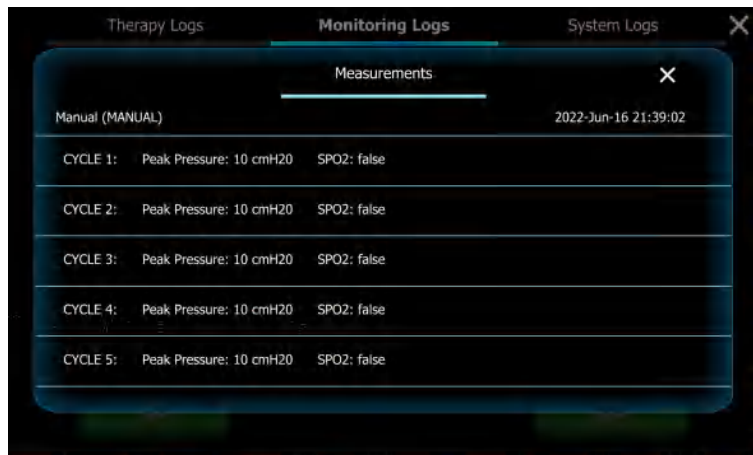 Therapy Logs Monitoring Logs System Logs X
Measurements X
Manual (MANUAL) 2022-Jun-16 21:39:02
CYCLE 1: Peak Pressure: 10 cmH20 SPO2: false
CYCLE 2: Peak Pressure: 10 cmH20 SPO2: false
CYCLE 3: Peak Pressure: 10 cmH20 SPO2: false
CYCLE 4: Peak Pressure: 10 cmH20 SPO2: false
CYCLE 5: Peak Pressure: 10 cmH20 SPO2: false